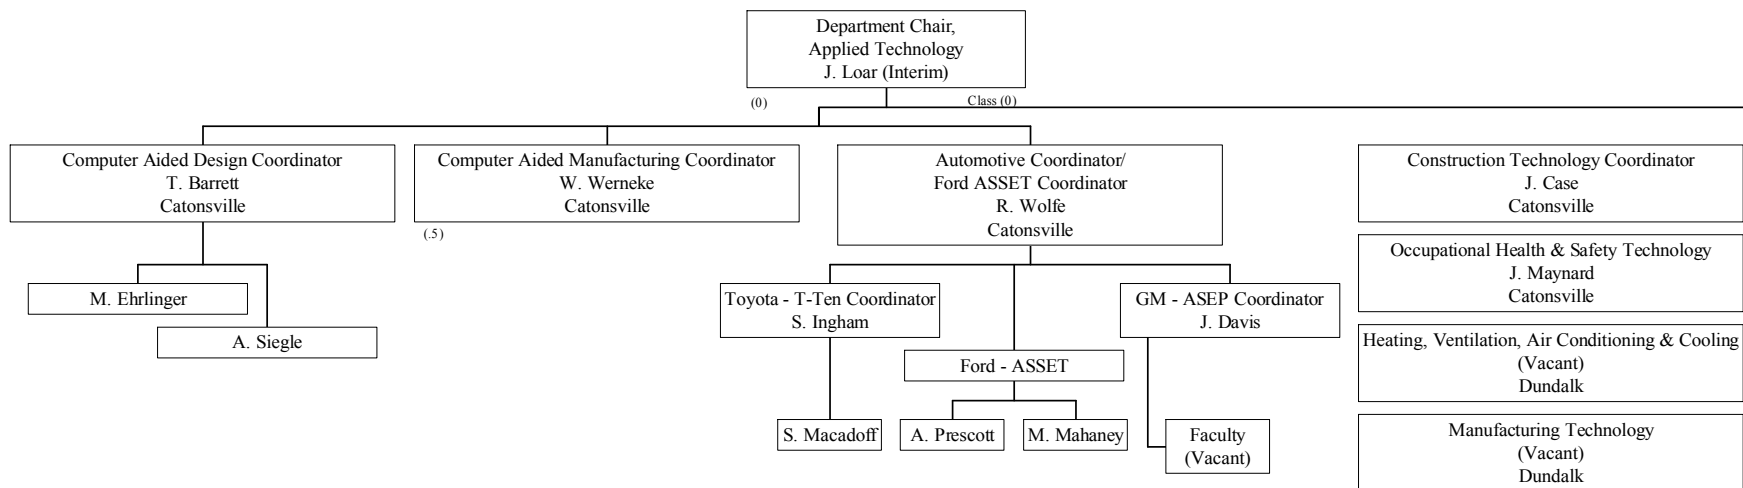 Department Chair,
Applied Technology
J. Loar (Interim)
(0)
Class (0)
Computer Aided Design Coordinator
T. Barrett
Catonsville
Computer Aided Manufacturing Coordinator
W. Werneke
Catonsville
(.5)
Automotive Coordinator/
Ford ASSET Coordinator
R. Wolfe
Catonsville
Construction Technology Coordinator
J. Case
Catonsville
Occupational Health & Safety Technology
J. Maynard
Catonsville
Heating, Ventilation, Air Conditioning & Cooling
(Vacant)
Dundalk
Manufacturing Technology
(Vacant)
Dundalk
M. Ehrlinger
A. Siegle
Toyota - T-Ten Coordinator
S. Ingham
GM - ASEP Coordinator
J. Davis
Ford - ASSET
S. Macadoff
A. Prescott
M. Mahaney
Faculty
(Vacant)